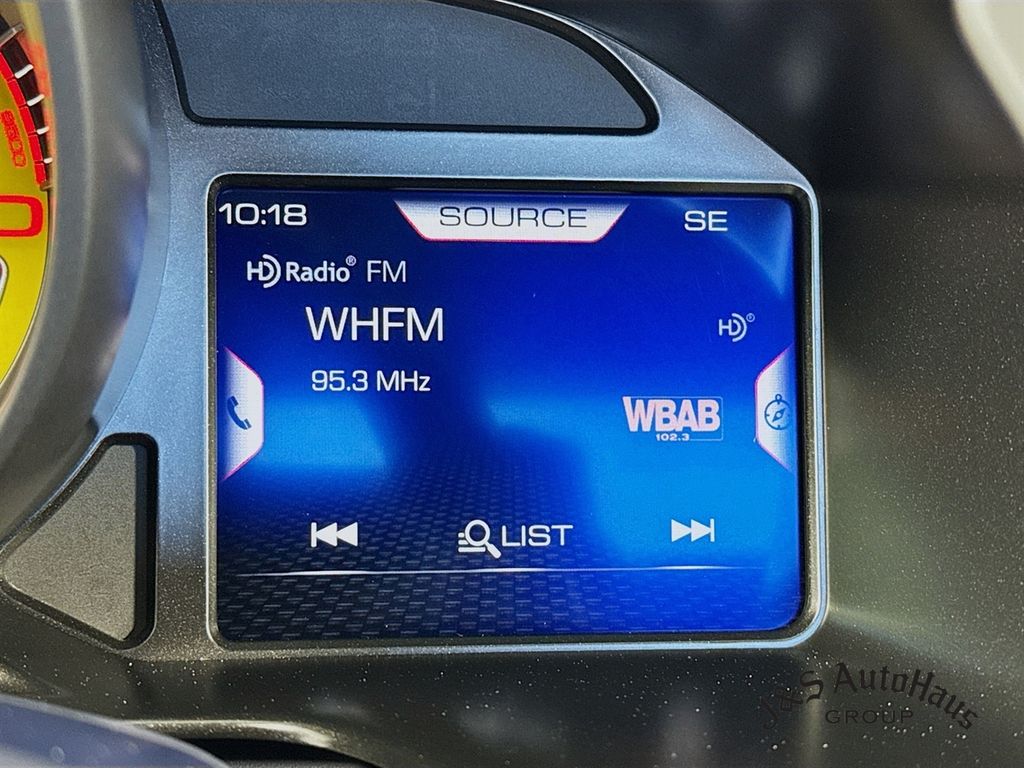 10:18
SOURCE
SE
HD Radio® FM
WHFM
HD®
95.3 MHz
WBAB
102.3
LIST
AutoHaus
GROUP